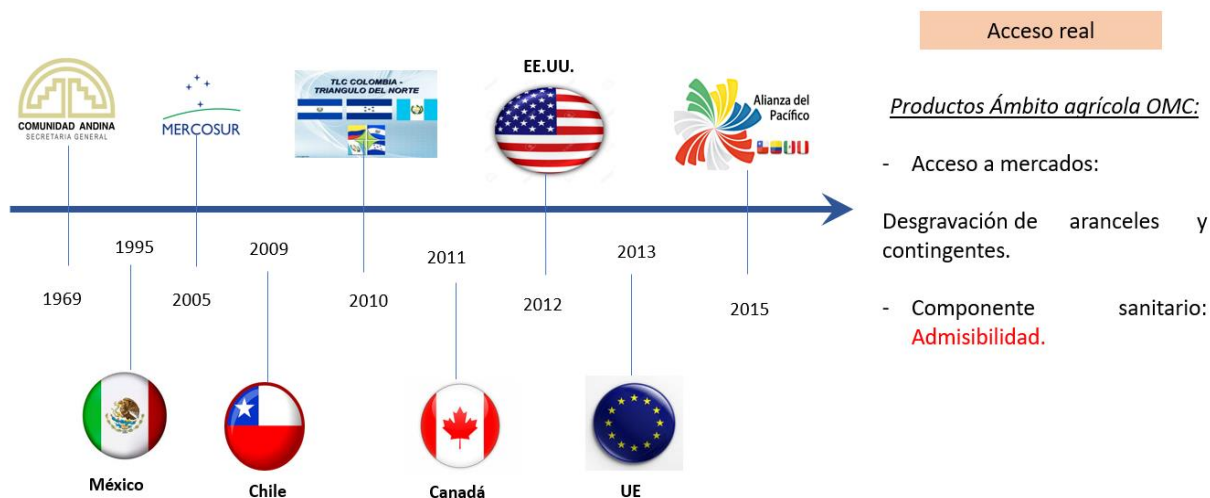 COMUNIDAD ANDINA
SECRETARIA GENERAL
MERCOSUR
TLC COLOMBIA -
TRIANGULO DEL NORTE
EE.UU.
Alianza del
Pacífico
1995
2009
2011
2013
1969
2005
2010
2012
2015
México
Chile
Canadá
UE
Acceso real
Productos Ámbito agrícola OMC:
- Acceso a mercados:
Desgravación de aranceles y
contingentes.
- Componente sanitario:
Admisibilidad.